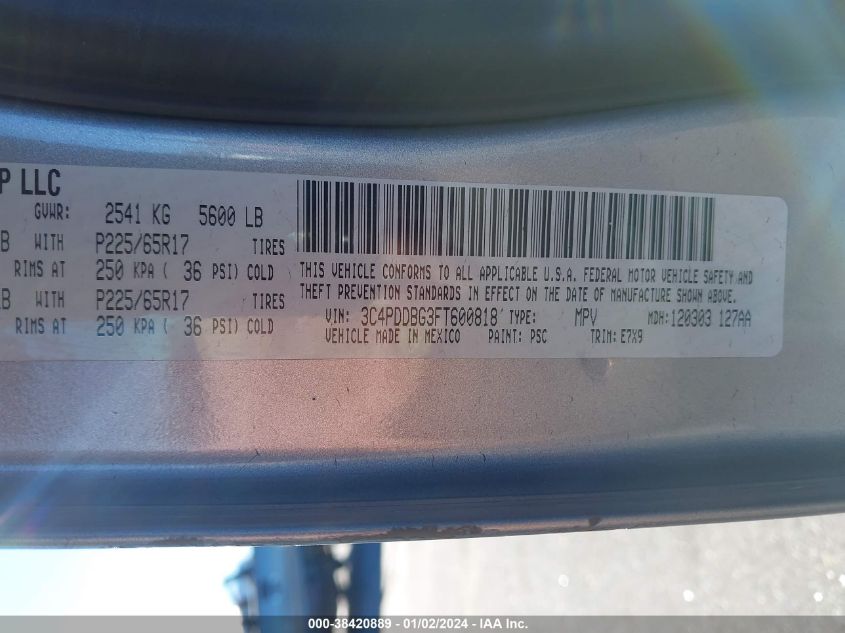 P LLC
GVWR: 2541 KG 5600 LB
B WITH P225/65R17 TIRES
RIMS AT 250 KPA ( 36 PSI) COLD
LB WITH P225/65R17 TIRES
RIMS AT 250 KPA ( 36 PSI) COLD
THIS VEHICLE CONFORMS TO ALL APPLICABLE U.S.A. FEDERAL MOTOR VEHICLE SAFETY AND
THEFT PREVENTION STANDARDS IN EFFECT ON THE DATE OF MANUFACTURE SHOWN ABOVE.
VIN: 3C4PDDBG3FT600818 TYPE: MPV MDH: 120303 127AA
VEHICLE MADE IN MEXICO PAINT: PSC TRIM: E7X9
000-38420889 - 01/02/2024 - IAA Inc.